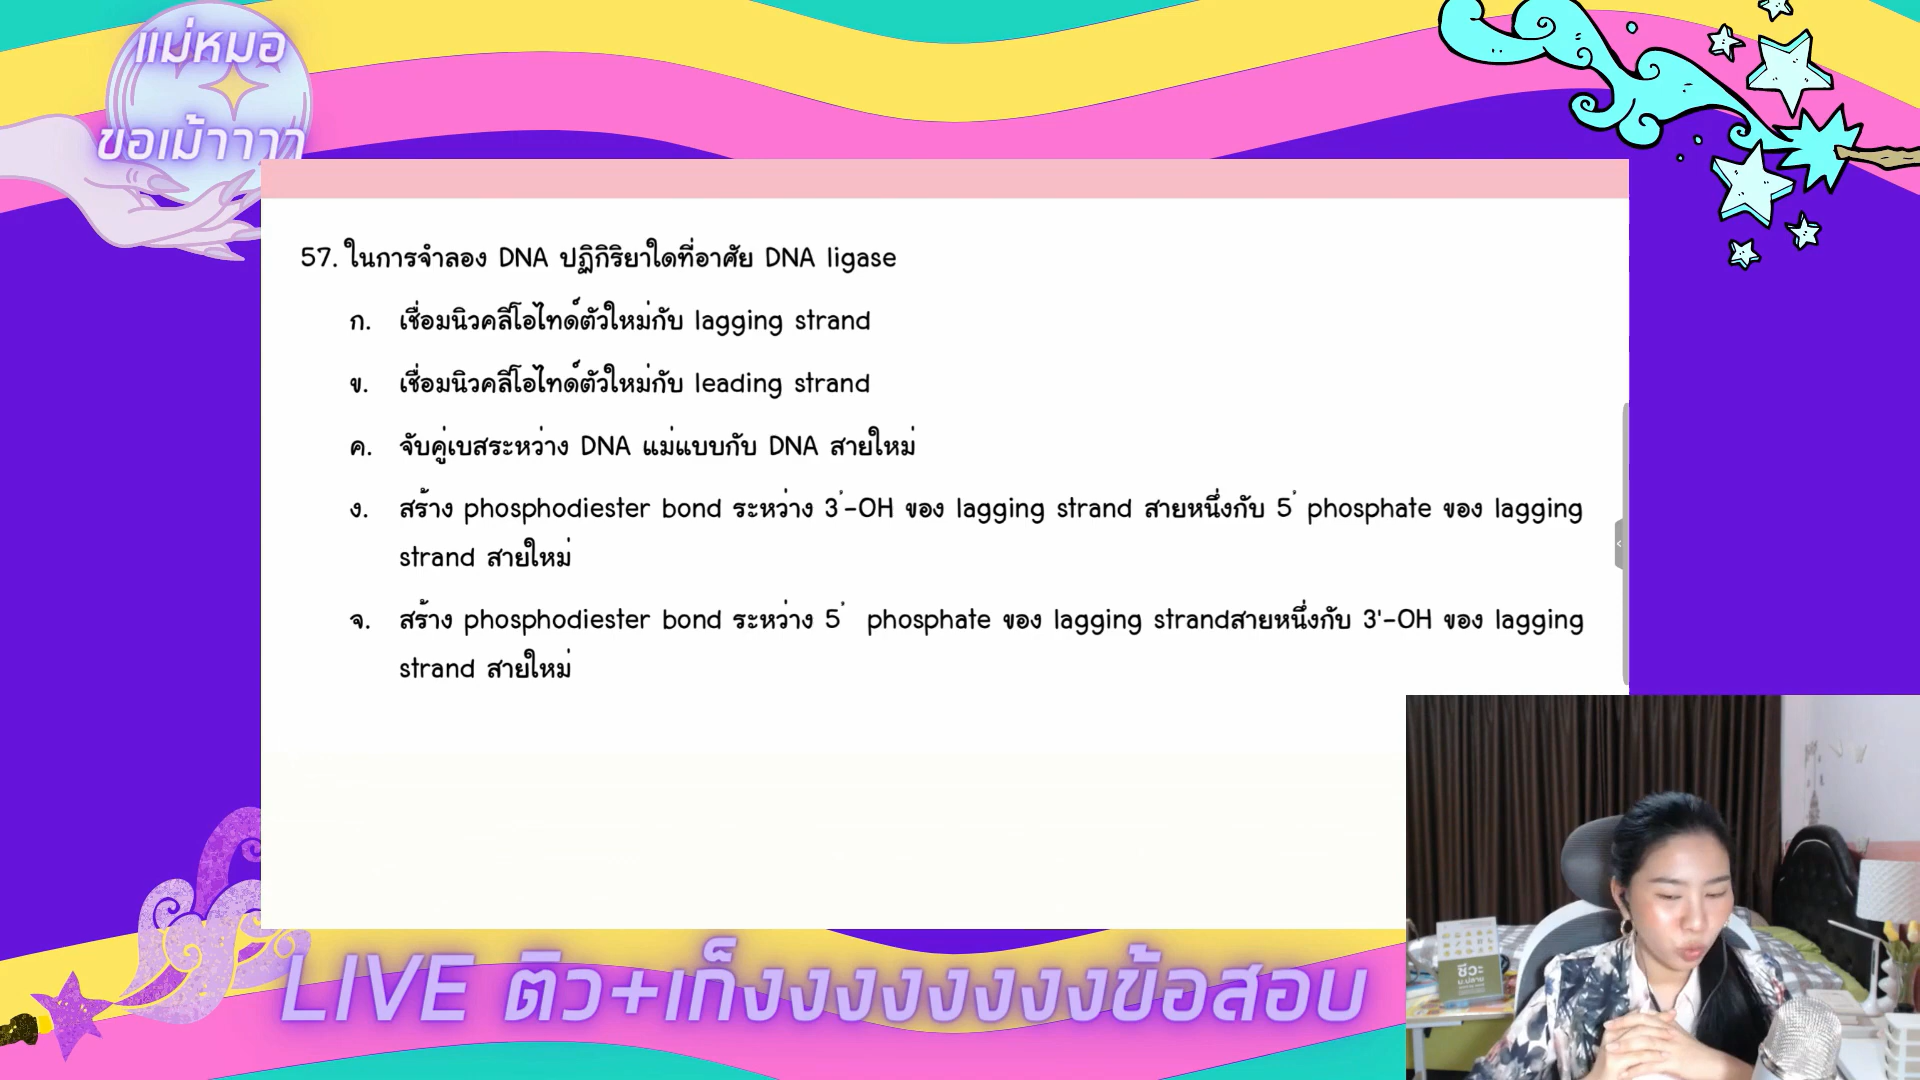 แม่หมอ
ขอเม้าาาา
57. ในการจำลอง DNA ปฏิกิริยาใดที่อาศัย DNA ligase
ก. เชื่อมนิวคลีโอไทด์ตัวใหม่กับ lagging strand
ข. เชื่อมนิวคลีโอไทด์ตัวใหม่กับ leading strand
ค. จับคู่เบสระหว่าง DNA แม่แบบกับ DNA สายใหม่
ง. สร้าง phosphodiester bond ระหว่าง 3'-OH ของ lagging strand สายหนึ่งกับ 5' phosphate ของ lagging
strand สายใหม่
จ. สร้าง phosphodiester bond ระหว่าง 5' phosphate ของ lagging strandสายหนึ่งกับ 3'-OH ของ lagging
strand สายใหม่
ชีวะ
LIVE ติว+เก็งงงงงงงงข้อสอบ